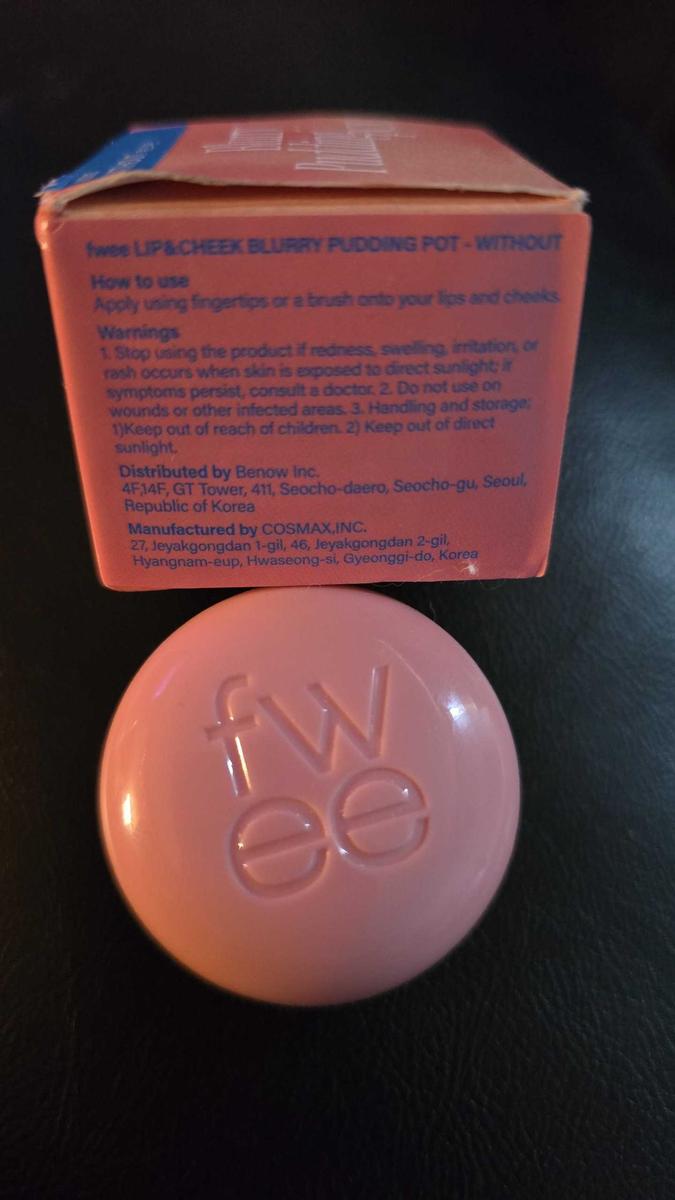 Pudding
fwee LIP&CHEEK BLURRY PUDDING POT - WITHOUT
How to use
Apply using fingertips or a brush onto your lips and cheeks.
Warnings
1. Stop using the product if redness, swelling, irritation, or
rash occurs when skin is exposed to direct sunlight; if
symptoms persist, consult a doctor. 2. Do not use on
wounds or other infected areas. 3. Handling and storage;
1)Keep out of reach of children. 2) Keep out of direct
sunlight.
Distributed by Benow Inc.
4F,14F, GT Tower, 411, Seocho-daero, Seocho-gu, Seoul,
Republic of Korea
Manufactured by COSMAX,INC.
27, Jeyakgongdan 1-gil, 46, Jeyakgongdan 2-gil,
Hyangnam-eup, Hwaseong-si, Gyeonggi-do, Korea
fw
ee